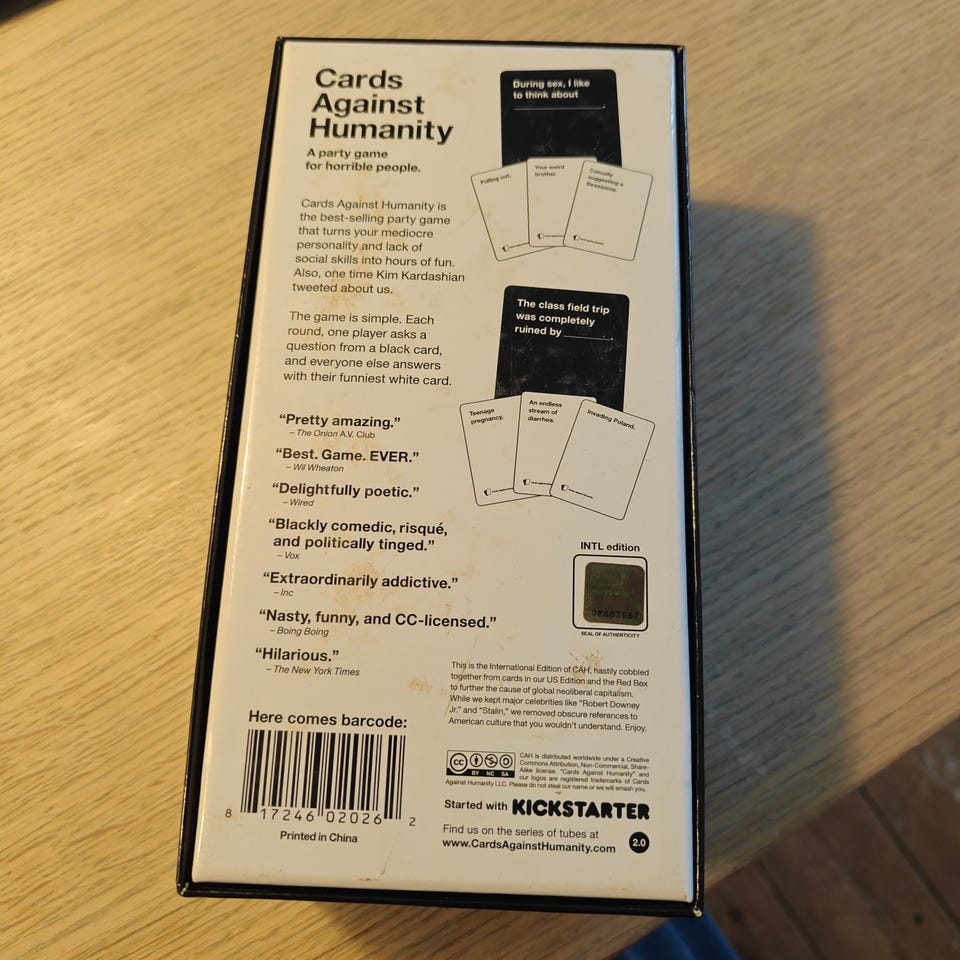 Cards
Against
Humanity
A party game
for horrible people.
Cards Against Humanity is
the best-selling party game
that turns your mediocre
personality and lack of
social skills into hours of fun.
Also, one time Kim Kardashian
tweeted about us.
The game is simple. Each
round, one player asks a
question from a black card,
and everyone else answers
with their funniest white card.
“Pretty amazing.”
– The Onion A.V. Club
“Best. Game. EVER.”
– Wil Wheaton
“Delightfully poetic.”
– Wired
“Blackly comedic, risqué,
and politically tinged.”
– Vox
“Extraordinarily addictive.”
– Inc
“Nasty, funny, and CC-licensed.”
– Boing Boing
“Hilarious.”
– The New York Times
Here comes barcode:
8 17246 02026 2
Printed in China
During sex, I like
to think about
__________.
Pulling out.
Your weird
brother.
Casually
suggesting a
threesome.
The class field trip
was completely
ruined by ________.
Teenage
pregnancy.
An endless
stream of
diarrhea.
Invading Poland.
INTL edition
08687967
SEAL OF AUTHENTICITY
This is the International Edition of CAH, hastily cobbled
together from cards in our US Edition and the Red Box
to further the cause of global neoliberal capitalism.
While we kept major celebrities like “Robert Downey
Jr.” and “Stalin,” we removed obscure references to
American culture that you wouldn’t understand. Enjoy.
cc BY NC SA
CAH is distributed worldwide under a Creative
Commons Attribution, Non-Commercial, Share-
Alike license. “Cards Against Humanity” and
our logos are registered trademarks of Cards
Against Humanity LLC. Please do not steal our name or we will smash you.
Started with KICKSTARTER
Find us on the series of tubes at
www.CardsAgainstHumanity.com
2.0